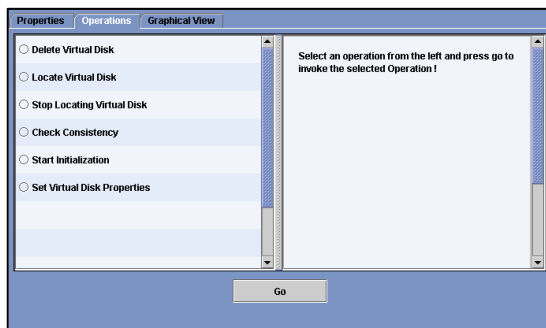 Properties Operations Graphical View
Delete Virtual Disk
Locate Virtual Disk
Stop Locating Virtual Disk
Check Consistency
Start Initialization
Set Virtual Disk Properties
Select an operation from the left and press go to
invoke the selected Operation !
Go